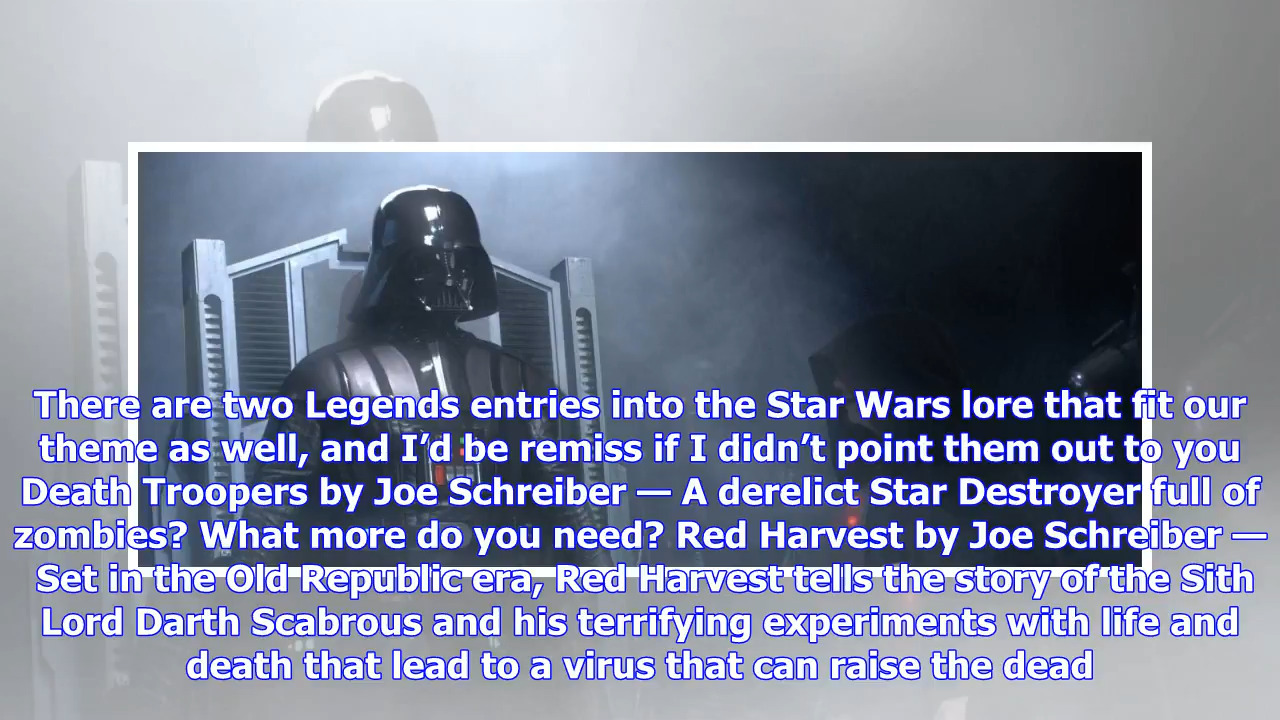 There are two Legends entries into the Star Wars lore that fit our
theme as well, and I’d be remiss if I didn’t point them out to you
Death Troopers by Joe Schreiber — A derelict Star Destroyer full of
zombies? What more do you need? Red Harvest by Joe Schreiber —
Set in the Old Republic era, Red Harvest tells the story of the Sith
Lord Darth Scabrous and his terrifying experiments with life and
death that lead to a virus that can raise the dead